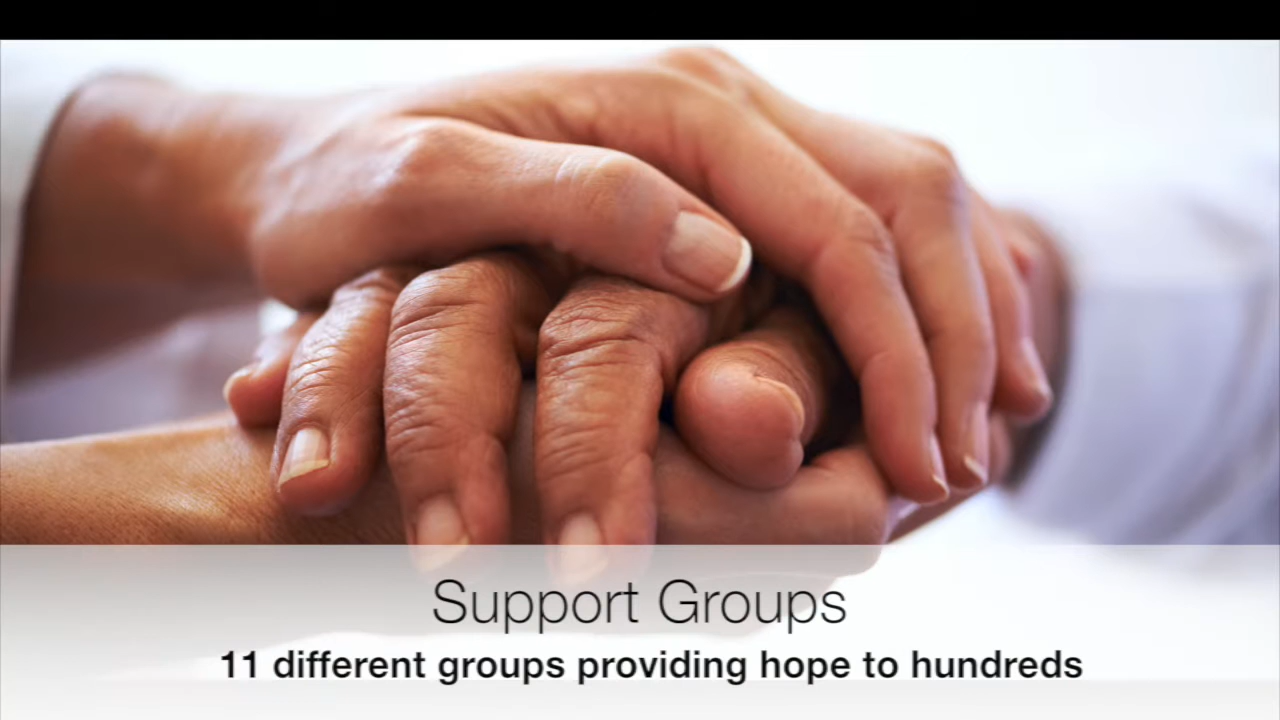 Support Groups
11 different groups providing hope to hundreds